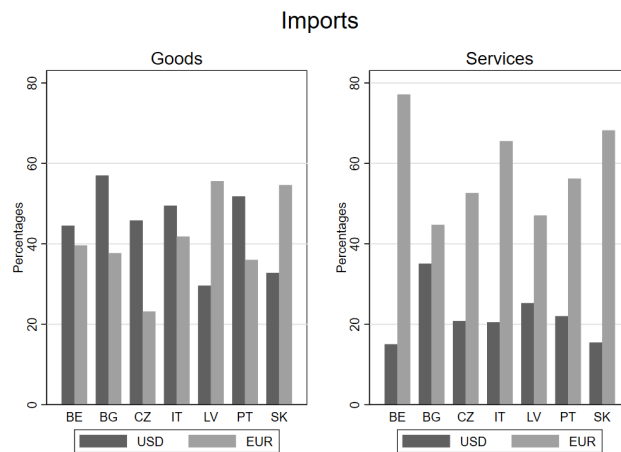 Imports
Goods
Services
Percentages
80
60
40
20
0
BE BG CZ IT LV PT SK
USD EUR
Percentages
80
60
40
20
0
BE BG CZ IT LV PT SK
USD EUR